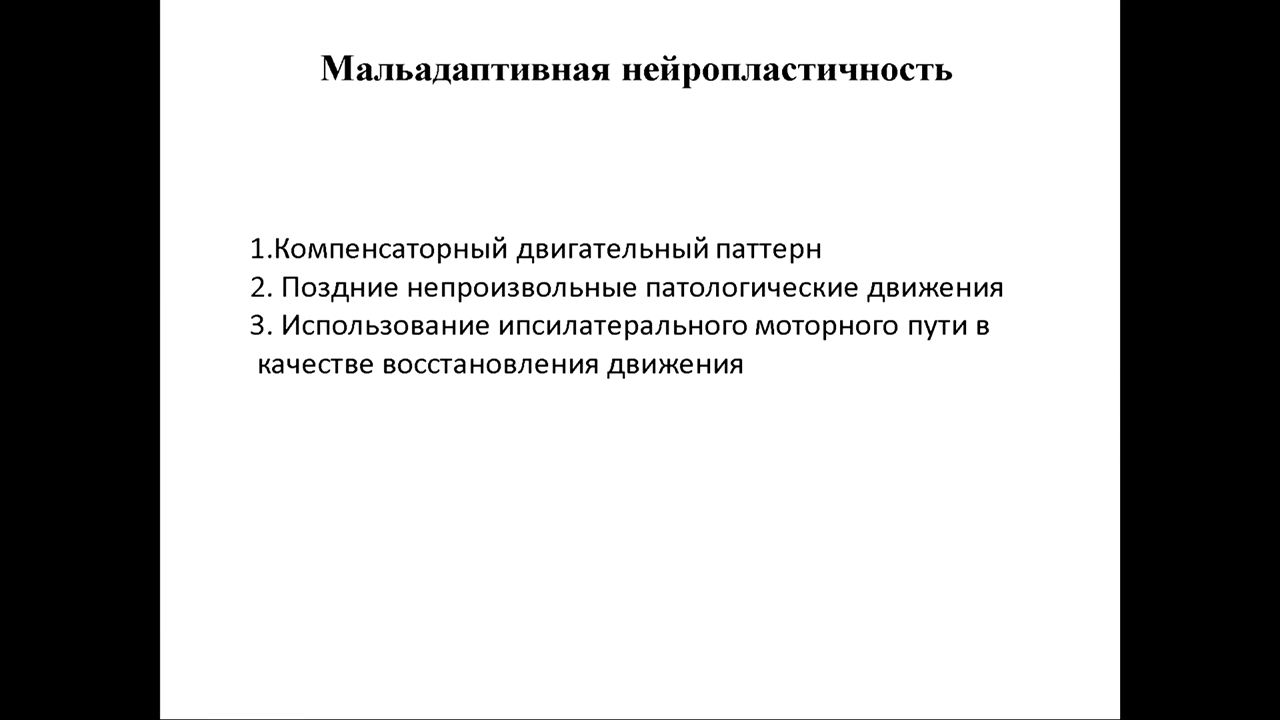 Мальадаптивная нейропластичность
1.Компенсаторный двигательный паттерн
2. Поздние непроизвольные патологические движения
3. Использование ипсилатерального моторного пути в
качестве восстановления движения